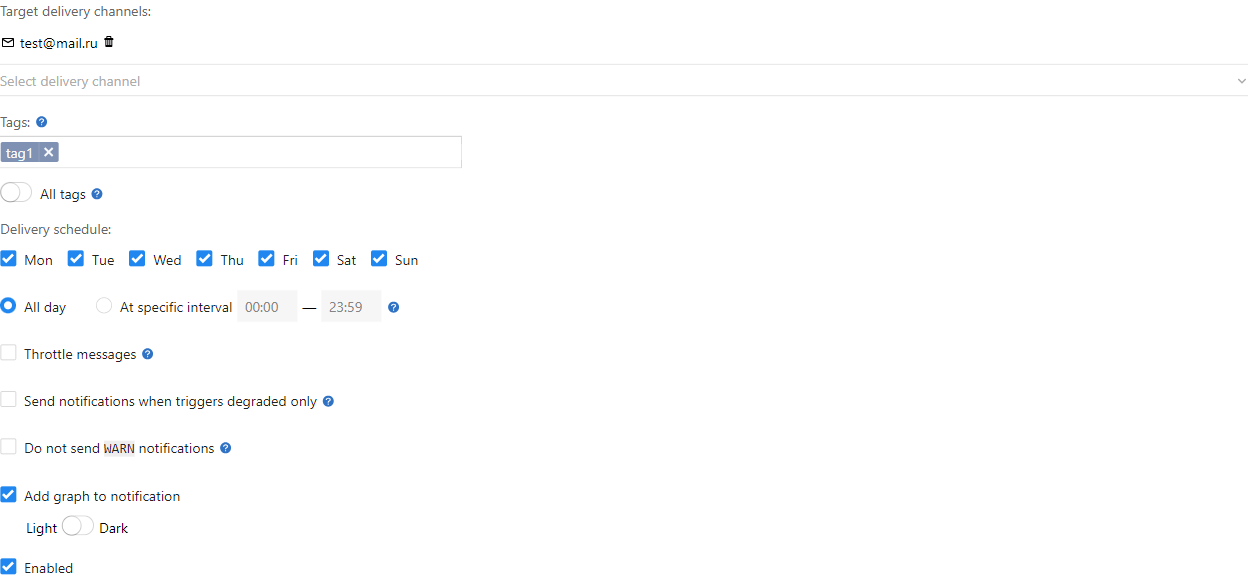 Target delivery channels:
test@mail.ru
Select delivery channel
Tags: ?
tag1 ×
All tags ?
Delivery schedule:
Mon Tue Wed Thu Fri Sat Sun
All day At specific interval 00:00 — 23:59 ?
Throttle messages ?
Send notifications when triggers degraded only ?
Do not send WARN notifications ?
Add graph to notification
Light Dark
Enabled